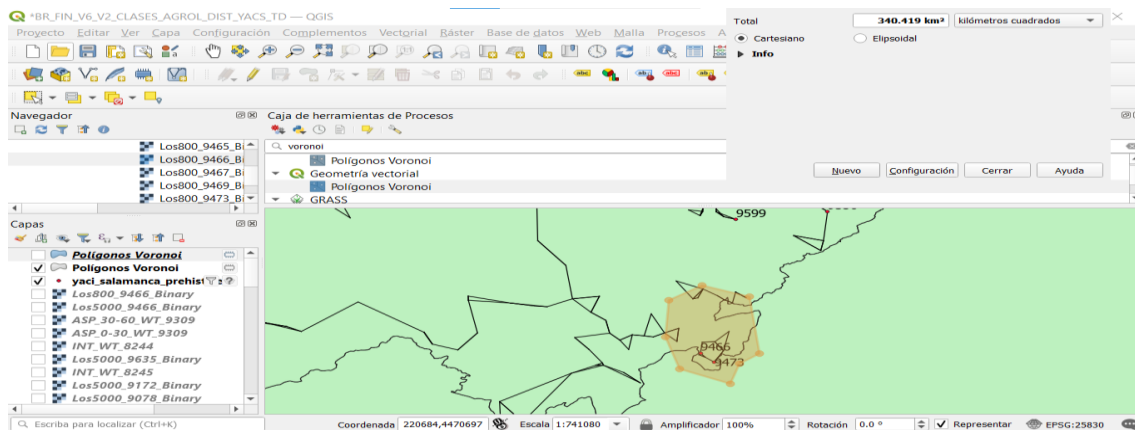 *BR_FIN_V6_V2_CLASES_AGROL_DIST_YACS_TD — QGIS
Proyecto Editar Ver Capa Configuración Complementos Vectorial Ráster Base de datos Web Malla Procesos A
Total 340.419 km² kilómetros cuadrados
Cartesiano Elipsoidal
Info
Nuevo Configuración Cerrar Ayuda
Navegador
Los800_9465_Bi
Los800_9466_Bi
Los800_9467_Bi
Los800_9469_Bi
Los800_9473_Bi
Caja de herramientas de Procesos
voronoi
Polígonos Voronoi
Geometría vectorial
Polígonos Voronoi
GRASS
Capas
Polígonos Voronoi
Polígonos Voronoi
yaci_salamanca_prehist
Los800_9466_Binary
Los5000_9466_Binary
ASP_30-60_WT_9309
ASP_0-30_WT_9309
INT_WT_8244
Los5000_9635_Binary
INT_WT_8245
Los5000_9172_Binary
Los5000_9078_Binary
9599
9466
9473
Escriba para localizar (Ctrl+K)
Coordenada 220684,4470697 Escala 1:741080 Amplificador 100% Rotación 0.0 ° Representar EPSG:25830